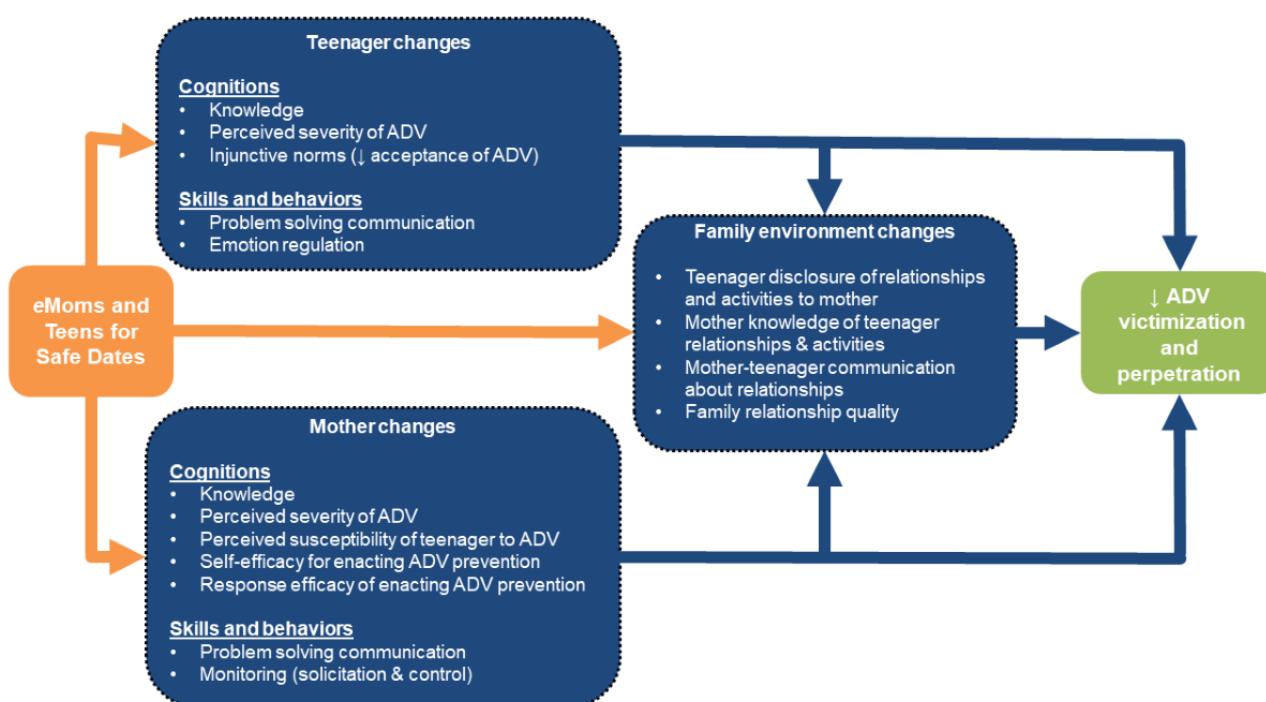 Teenager changes
Cognitions
• Knowledge
• Perceived severity of ADV
• Injunctive norms (↓ acceptance of ADV)
Skills and behaviors
• Problem solving communication
• Emotion regulation
eMoms and
Teens for
Safe Dates
Mother changes
Cognitions
• Knowledge
• Perceived severity of ADV
• Perceived susceptibility of teenager to ADV
• Self-efficacy for enacting ADV prevention
• Response efficacy of enacting ADV prevention
Skills and behaviors
• Problem solving communication
• Monitoring (solicitation & control)
Family environment changes
• Teenager disclosure of relationships
and activities to mother
• Mother knowledge of teenager
relationships & activities
• Mother-teenager communication
about relationships
• Family relationship quality
↓ ADV
victimization
and
perpetration